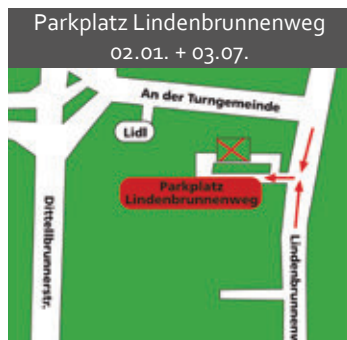 Parkplatz Lindenbrunnenweg
02.01. + 03.07.
An der Turngemeinde
Lidl
Parkplatz
Lindenbrunnenweg
Dittelbrunnerstr.
Lindenbrunnenw